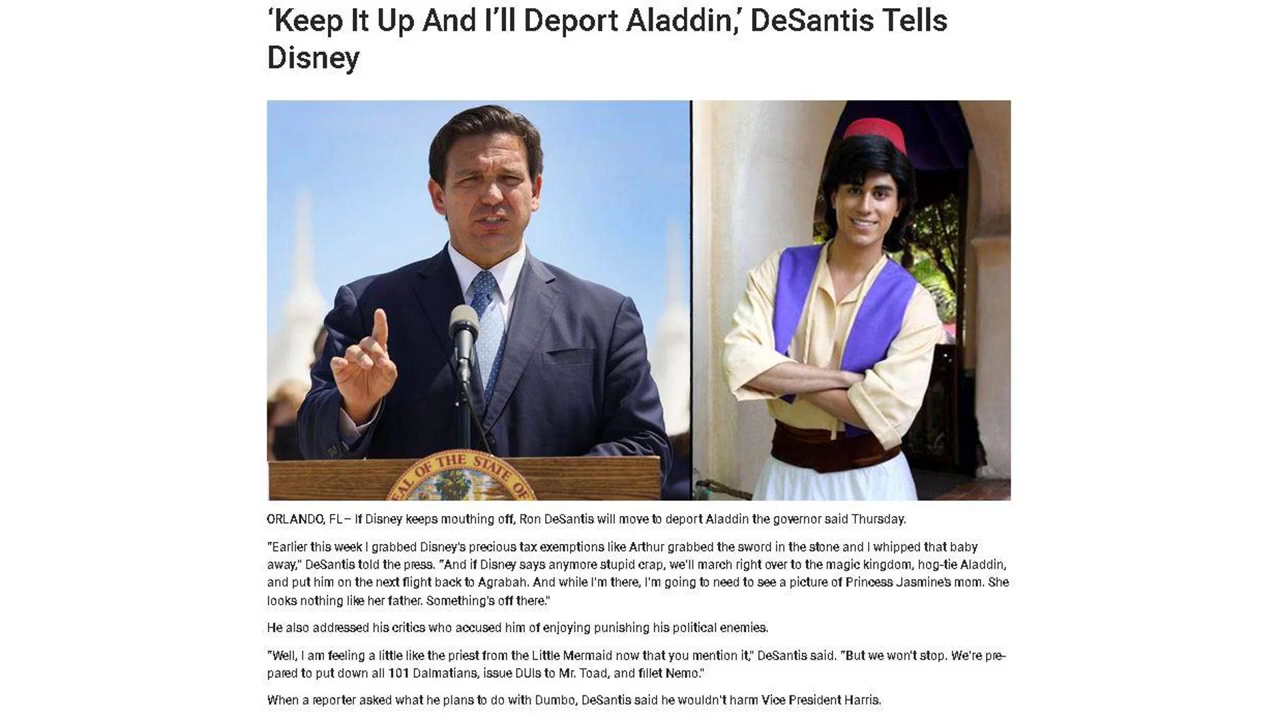 ‘Keep It Up And I’ll Deport Aladdin,’ DeSantis Tells
Disney
SEAL OF THE STATE OF
ORLANDO, FL– If Disney keeps mouthing off, Ron DeSantis will move to deport Aladdin the governor said Thursday.
"Earlier this week I grabbed Disney's precious tax exemptions like Arthur grabbed the sword in the stone and I whipped that baby
away," DeSantis told the press. "And if Disney says anymore stupid crap, we'll march right over to the magic kingdom, hog-tie Aladdin,
and put him on the next flight back to Agrabah. And while I'm there, I'm going to need to see a picture of Princess Jasmine's mom. She
looks nothing like her father. Something's off there."
He also addressed his critics who accused him of enjoying punishing his political enemies.
"Well, I am feeling a little like the priest from the Little Mermaid now that you mention it," DeSantis said. "But we won't stop. We're pre-
pared to put down all 101 Dalmatians, issue DUIs to Mr. Toad, and fillet Nemo."
When a reporter asked what he plans to do with Dumbo, DeSantis said he wouldn't harm Vice President Harris.